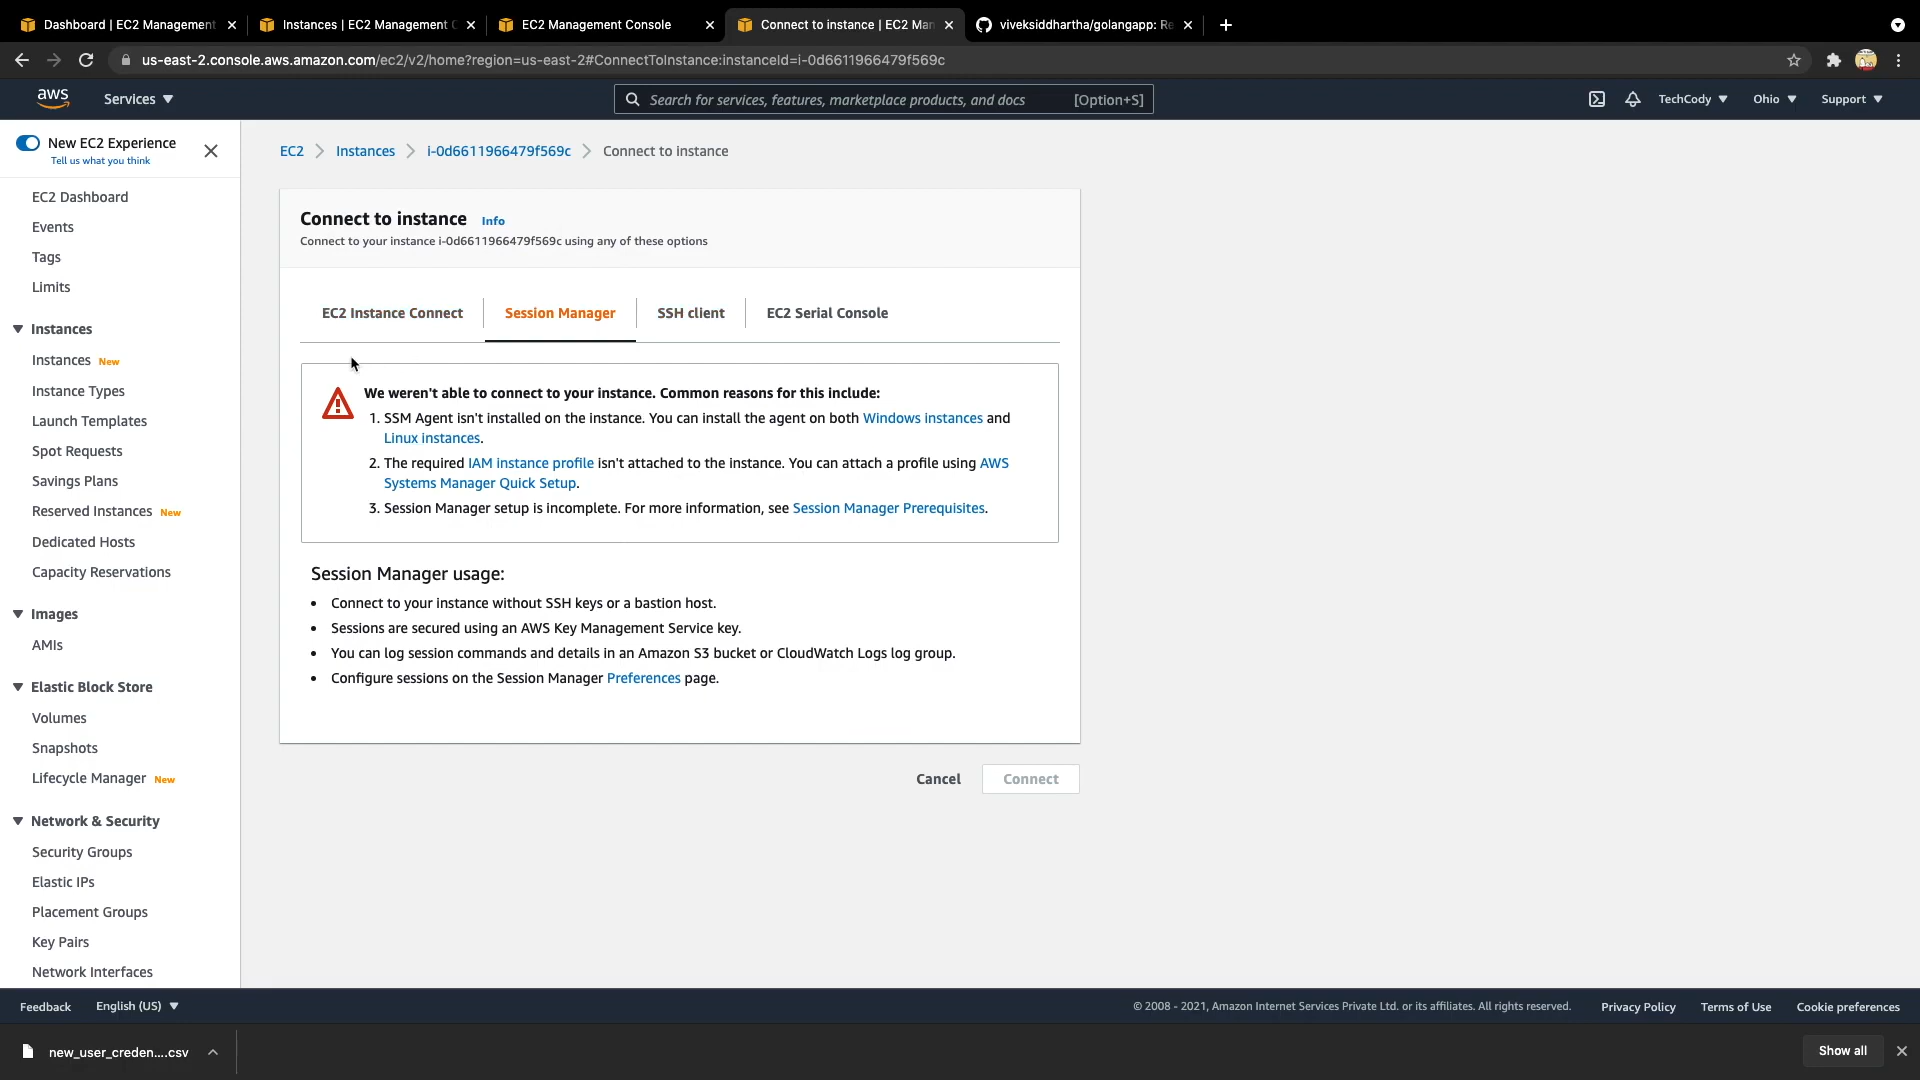 Dashboard | EC2 Management
Instances | EC2 Management C
EC2 Management Console
Connect to instance | EC2 Man
viveksiddhartha/golangapp: Re
us-east-2.console.aws.amazon.com/ec2/v2/home?region=us-east-2#ConnectToInstance:instanceId=i-0d6611966479f569c
aws
Services
Search for services, features, marketplace products, and docs
[Option+S]
TechCody
Ohio
Support
New EC2 Experience
Tell us what you think
EC2 Dashboard
Events
Tags
Limits
Instances
Instances New
Instance Types
Launch Templates
Spot Requests
Savings Plans
Reserved Instances New
Dedicated Hosts
Capacity Reservations
Images
AMIs
Elastic Block Store
Volumes
Snapshots
Lifecycle Manager New
Network & Security
Security Groups
Elastic IPs
Placement Groups
Key Pairs
Network Interfaces
EC2
Instances
i-0d6611966479f569c
Connect to instance
Connect to instance Info
Connect to your instance i-0d6611966479f569c using any of these options
EC2 Instance Connect
Session Manager
SSH client
EC2 Serial Console
We weren't able to connect to your instance. Common reasons for this include:
1. SSM Agent isn't installed on the instance. You can install the agent on both Windows instances and
Linux instances.
2. The required IAM instance profile isn't attached to the instance. You can attach a profile using AWS
Systems Manager Quick Setup.
3. Session Manager setup is incomplete. For more information, see Session Manager Prerequisites.
Session Manager usage:
• Connect to your instance without SSH keys or a bastion host.
• Sessions are secured using an AWS Key Management Service key.
• You can log session commands and details in an Amazon S3 bucket or CloudWatch Logs log group.
• Configure sessions on the Session Manager Preferences page.
Cancel
Connect
Feedback
English (US)
© 2008 - 2021, Amazon Internet Services Private Ltd. or its affiliates. All rights reserved.
Privacy Policy
Terms of Use
Cookie preferences
new_user_creden....csv
Show all